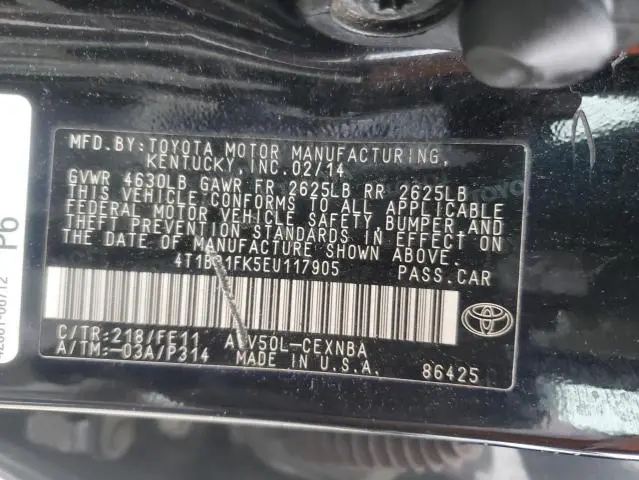 MFD. BY: TOYOTA MOTOR MANUFACTURING,
KENTUCKY, INC. 02/14
GVWR 4630LB GAWR FR 2625LB RR 2625LB
THIS VEHICLE CONFORMS TO ALL APPLICABLE
FEDERAL MOTOR VEHICLE SAFETY, BUMPER, AND
THEFT PREVENTION STANDARDS IN EFFECT ON
THE DATE OF MANUFACTURE SHOWN ABOVE.
PASS.CAR
C/TR:218/FE11
A/TM:-03A/P314
MADE IN U.S.A.
86425
P6